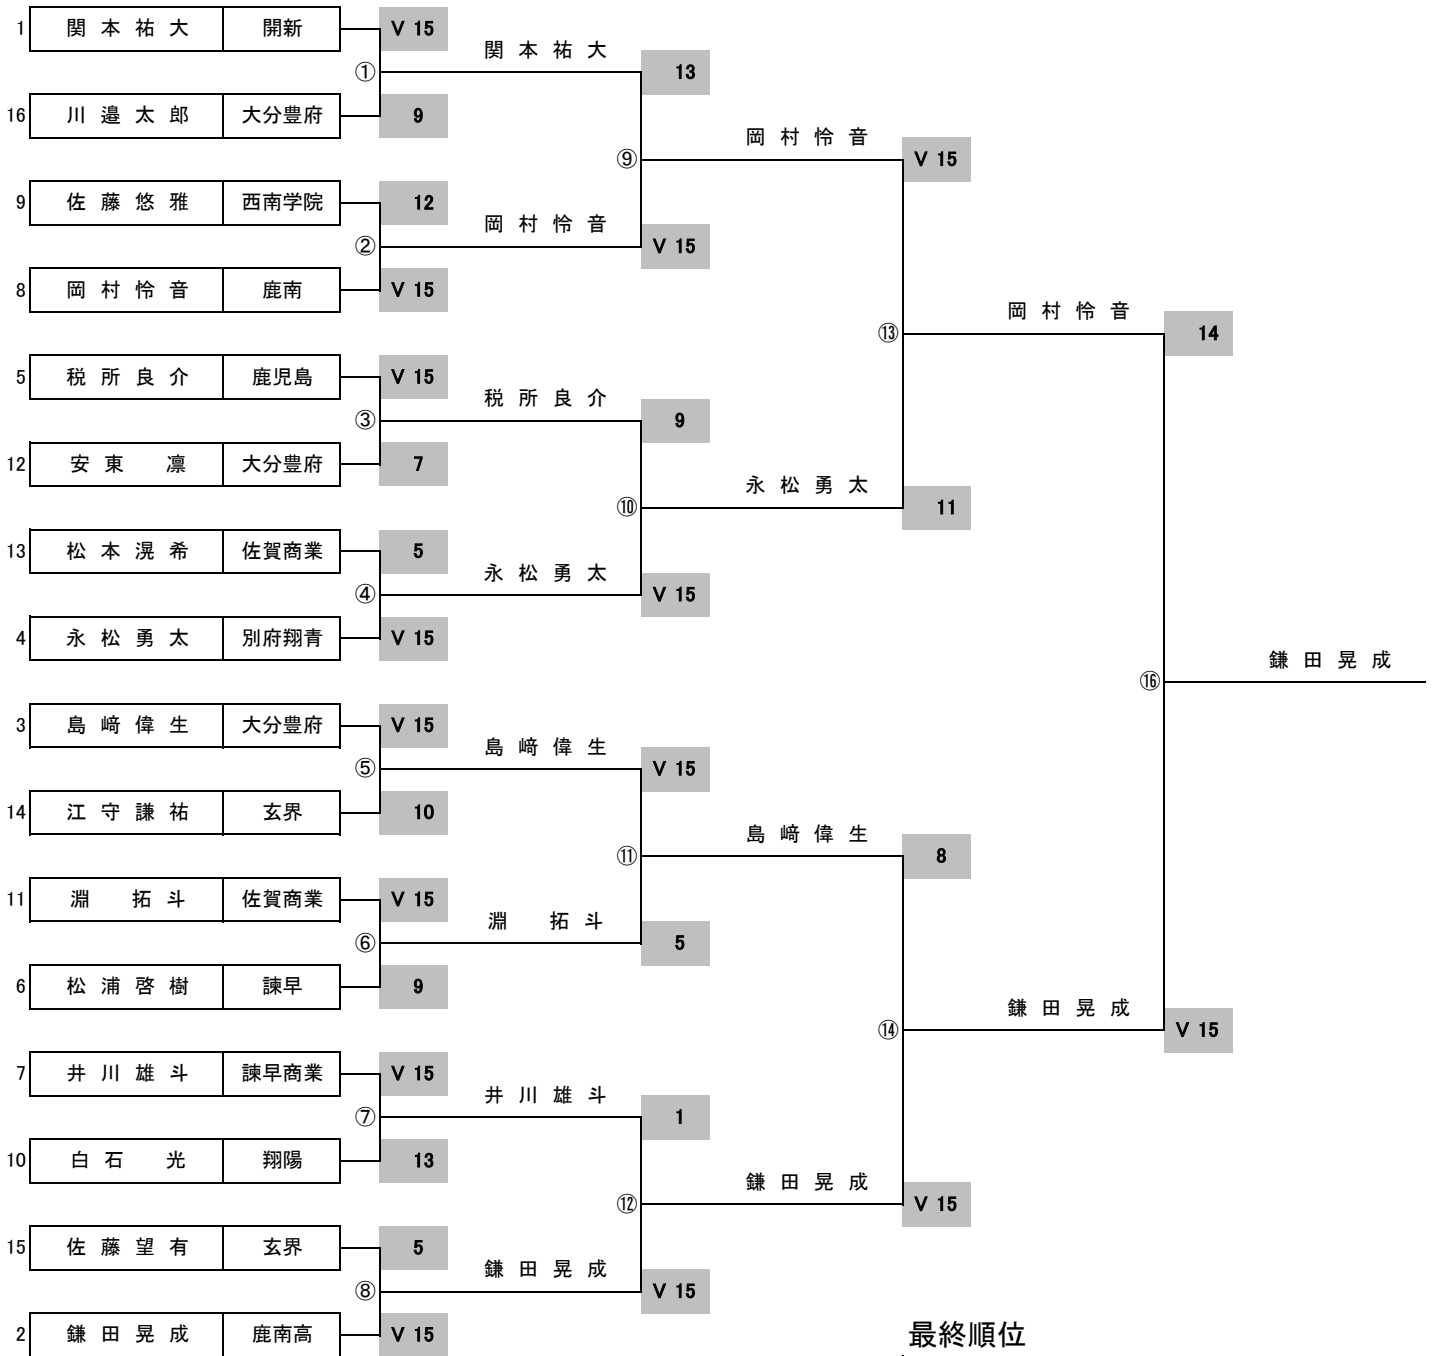 1 関本祐大 開新 V 15
関本祐大
① 13
16 川邉太郎 大分豊府 9
岡村怜音
⑨ V 15
9 佐藤悠雅 西南学院 12
岡村怜音
② V 15
8 岡村怜音 鹿南 V 15
岡村怜音
⑬ 14
5 税所良介 鹿児島 V 15
税所良介
③ 9
12 安東 凛 大分豊府 7
永松勇太
⑩ 11
13 松本滉希 佐賀商業 5
永松勇太
④ V 15
4 永松勇太 別府翔青 V 15
鎌田晃成
⑯
3 島﨑偉生 大分豊府 V 15
島﨑偉生
⑤ V 15
14 江守謙祐 玄界 10
島﨑偉生
⑪ 8
11 淵 拓斗 佐賀商業 V 15
淵 拓斗
⑥ 5
6 松浦啓樹 諫早 9
鎌田晃成
⑭ V 15
7 井川雄斗 諫早商業 V 15
井川雄斗
⑦ 1
10 白石 光 翔陽 13
鎌田晃成
⑫ V 15
15 佐藤望有 玄界 5
鎌田晃成
⑧ V 15
2 鎌田晃成 鹿南高 V 15
最終順位